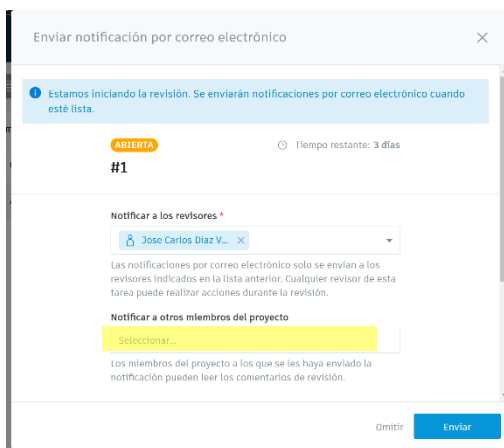 Enviar notificación por correo electrónico
Estamos iniciando la revisión. Se enviarán notificaciones por correo electrónico cuando
esté lista.
ABIERTA
Tiempo restante: 3 días
#1
Notificar a los revisores *
Jose Carlos Diaz V...
Las notificaciones por correo electrónico solo se envían a los
revisores indicados en la lista anterior. Cualquier revisor de esta
tarea puede realizar acciones durante la revisión.
Notificar a otros miembros del proyecto
Seleccionar...
Los miembros del proyecto a los que se les haya enviado la
notificación pueden leer los comentarios de revisión.
Omitir
Enviar